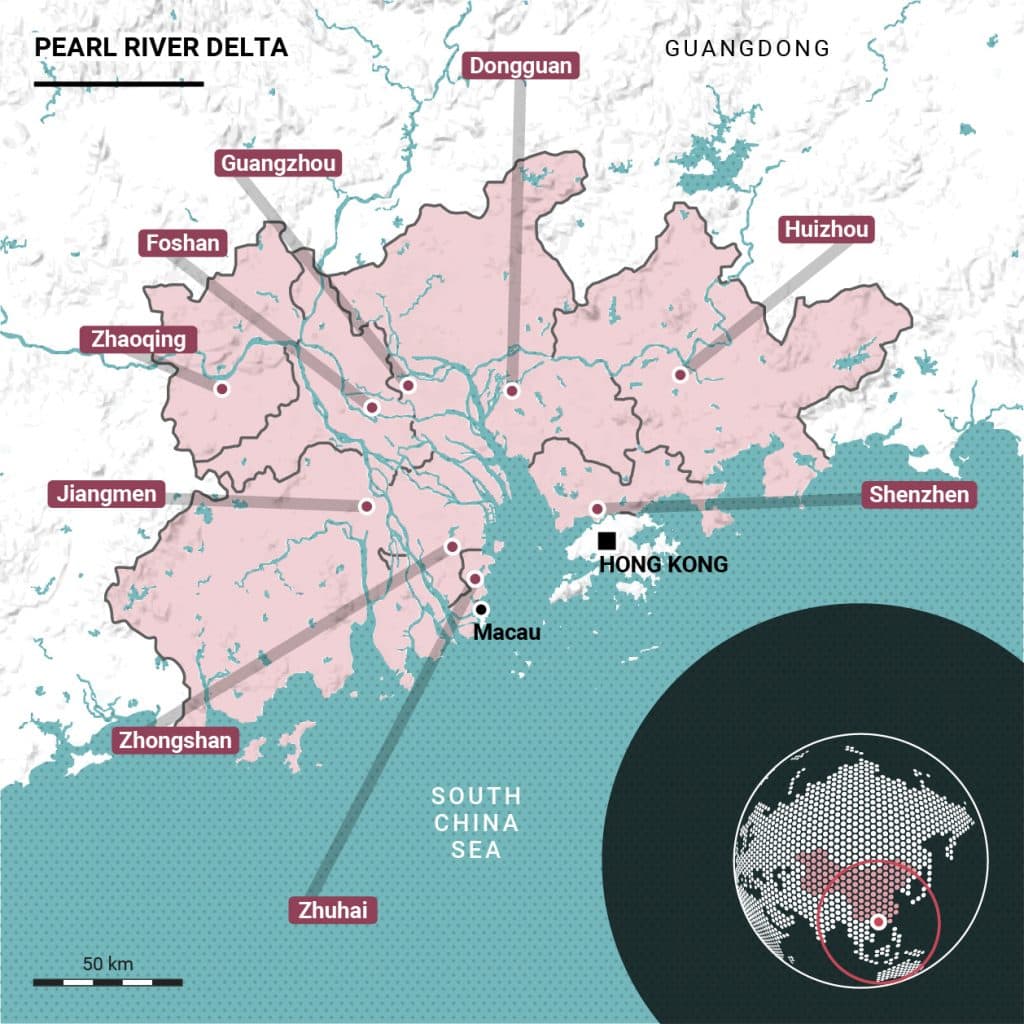 PEARL RIVER DELTA
GUANGDONG
Dongguan
Guangzhou
Huizhou
Foshan
Zhaoqing
Jiangmen
Shenzhen
HONG KONG
Macau
Zhongshan
SOUTH
CHINA
SEA
Zhuhai
50 km